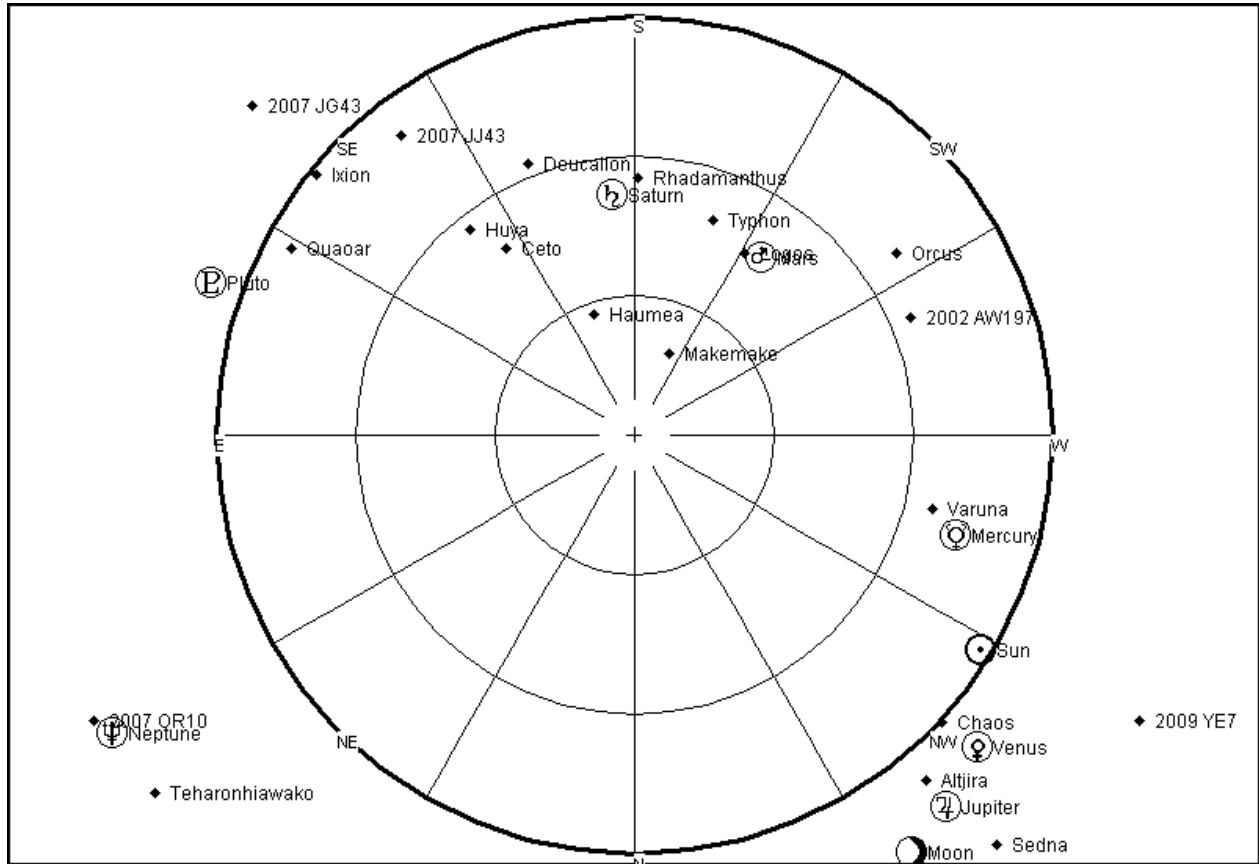 S
2007 JG43
2007 JJ43
SE
SW
Deucalion
Ixion
Rhadamanthus
Saturn
Typhon
Huya
Quaoar
Ceto
Logos
Mars
Orcus
Pluto
Haumea
2002 AW197
Makemake
E
W
Varuna
Mercury
Sun
2007 OR10
Chaos
2009 YE7
Neptune
NE
NW
Venus
Altjira
Teharonhiawako
Jupiter
Sedna
Moon
N